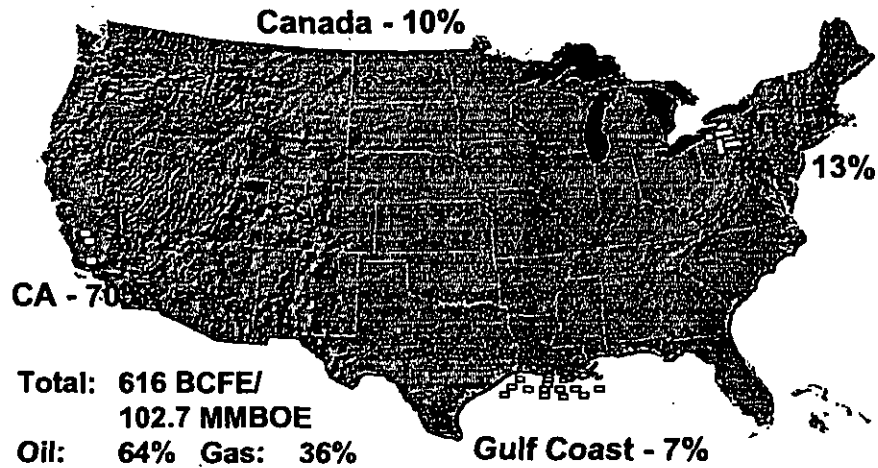 Canada - 10%
13%
CA - 70
Total: 616 BCFE/
102.7 MMBOE
Oil: 64% Gas: 36%
Gulf Coast - 7%